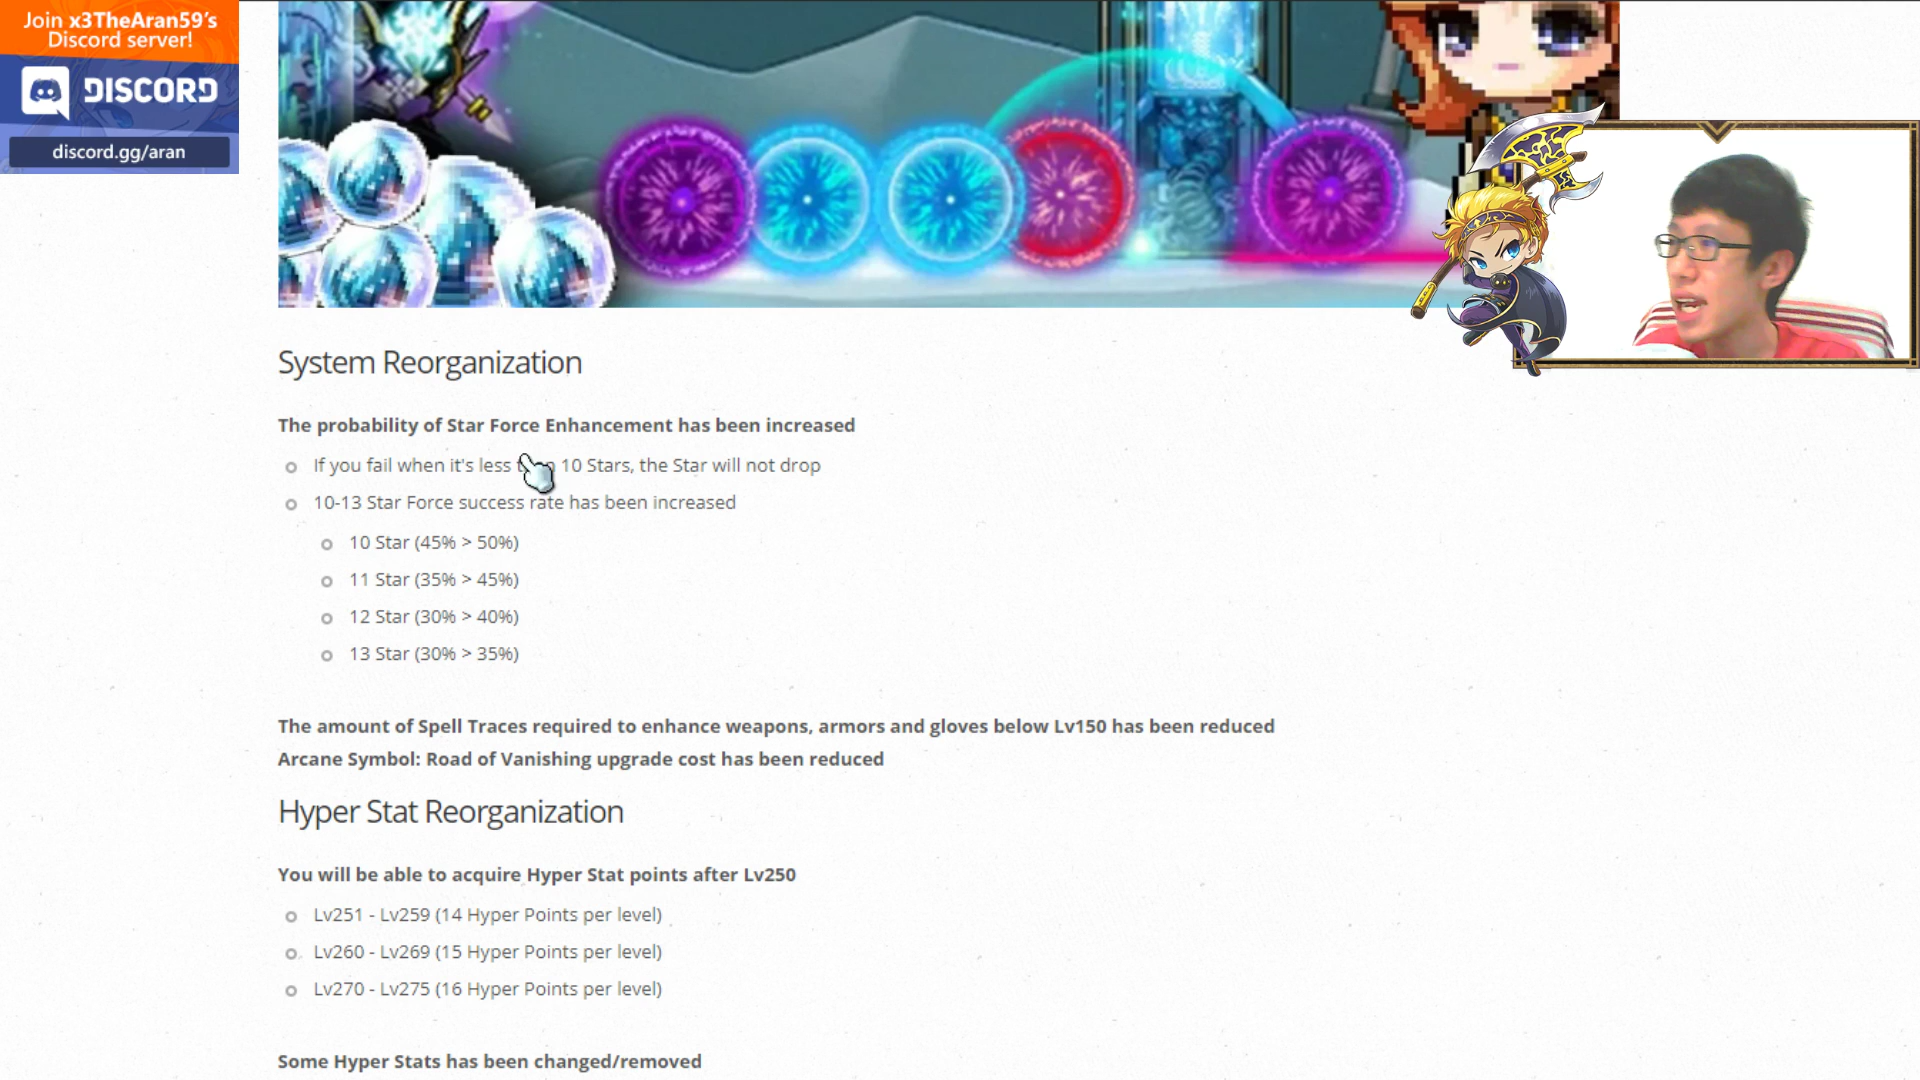 Join x3TheAran59's
Discord server!
DISCORD
discord.gg/aran
System Reorganization
The probability of Star Force Enhancement has been increased
If you fail when it's less 10 Stars, the Star will not drop
10-13 Star Force success rate has been increased
10 Star (45% > 50%)
11 Star (35% > 45%)
12 Star (30% > 40%)
13 Star (30% > 35%)
The amount of Spell Traces required to enhance weapons, armors and gloves below Lv150 has been reduced
Arcane Symbol: Road of Vanishing upgrade cost has been reduced
Hyper Stat Reorganization
You will be able to acquire Hyper Stat points after Lv250
Lv251 - Lv259 (14 Hyper Points per level)
Lv260 - Lv269 (15 Hyper Points per level)
Lv270 - Lv275 (16 Hyper Points per level)
Some Hyper Stats has been changed/removed